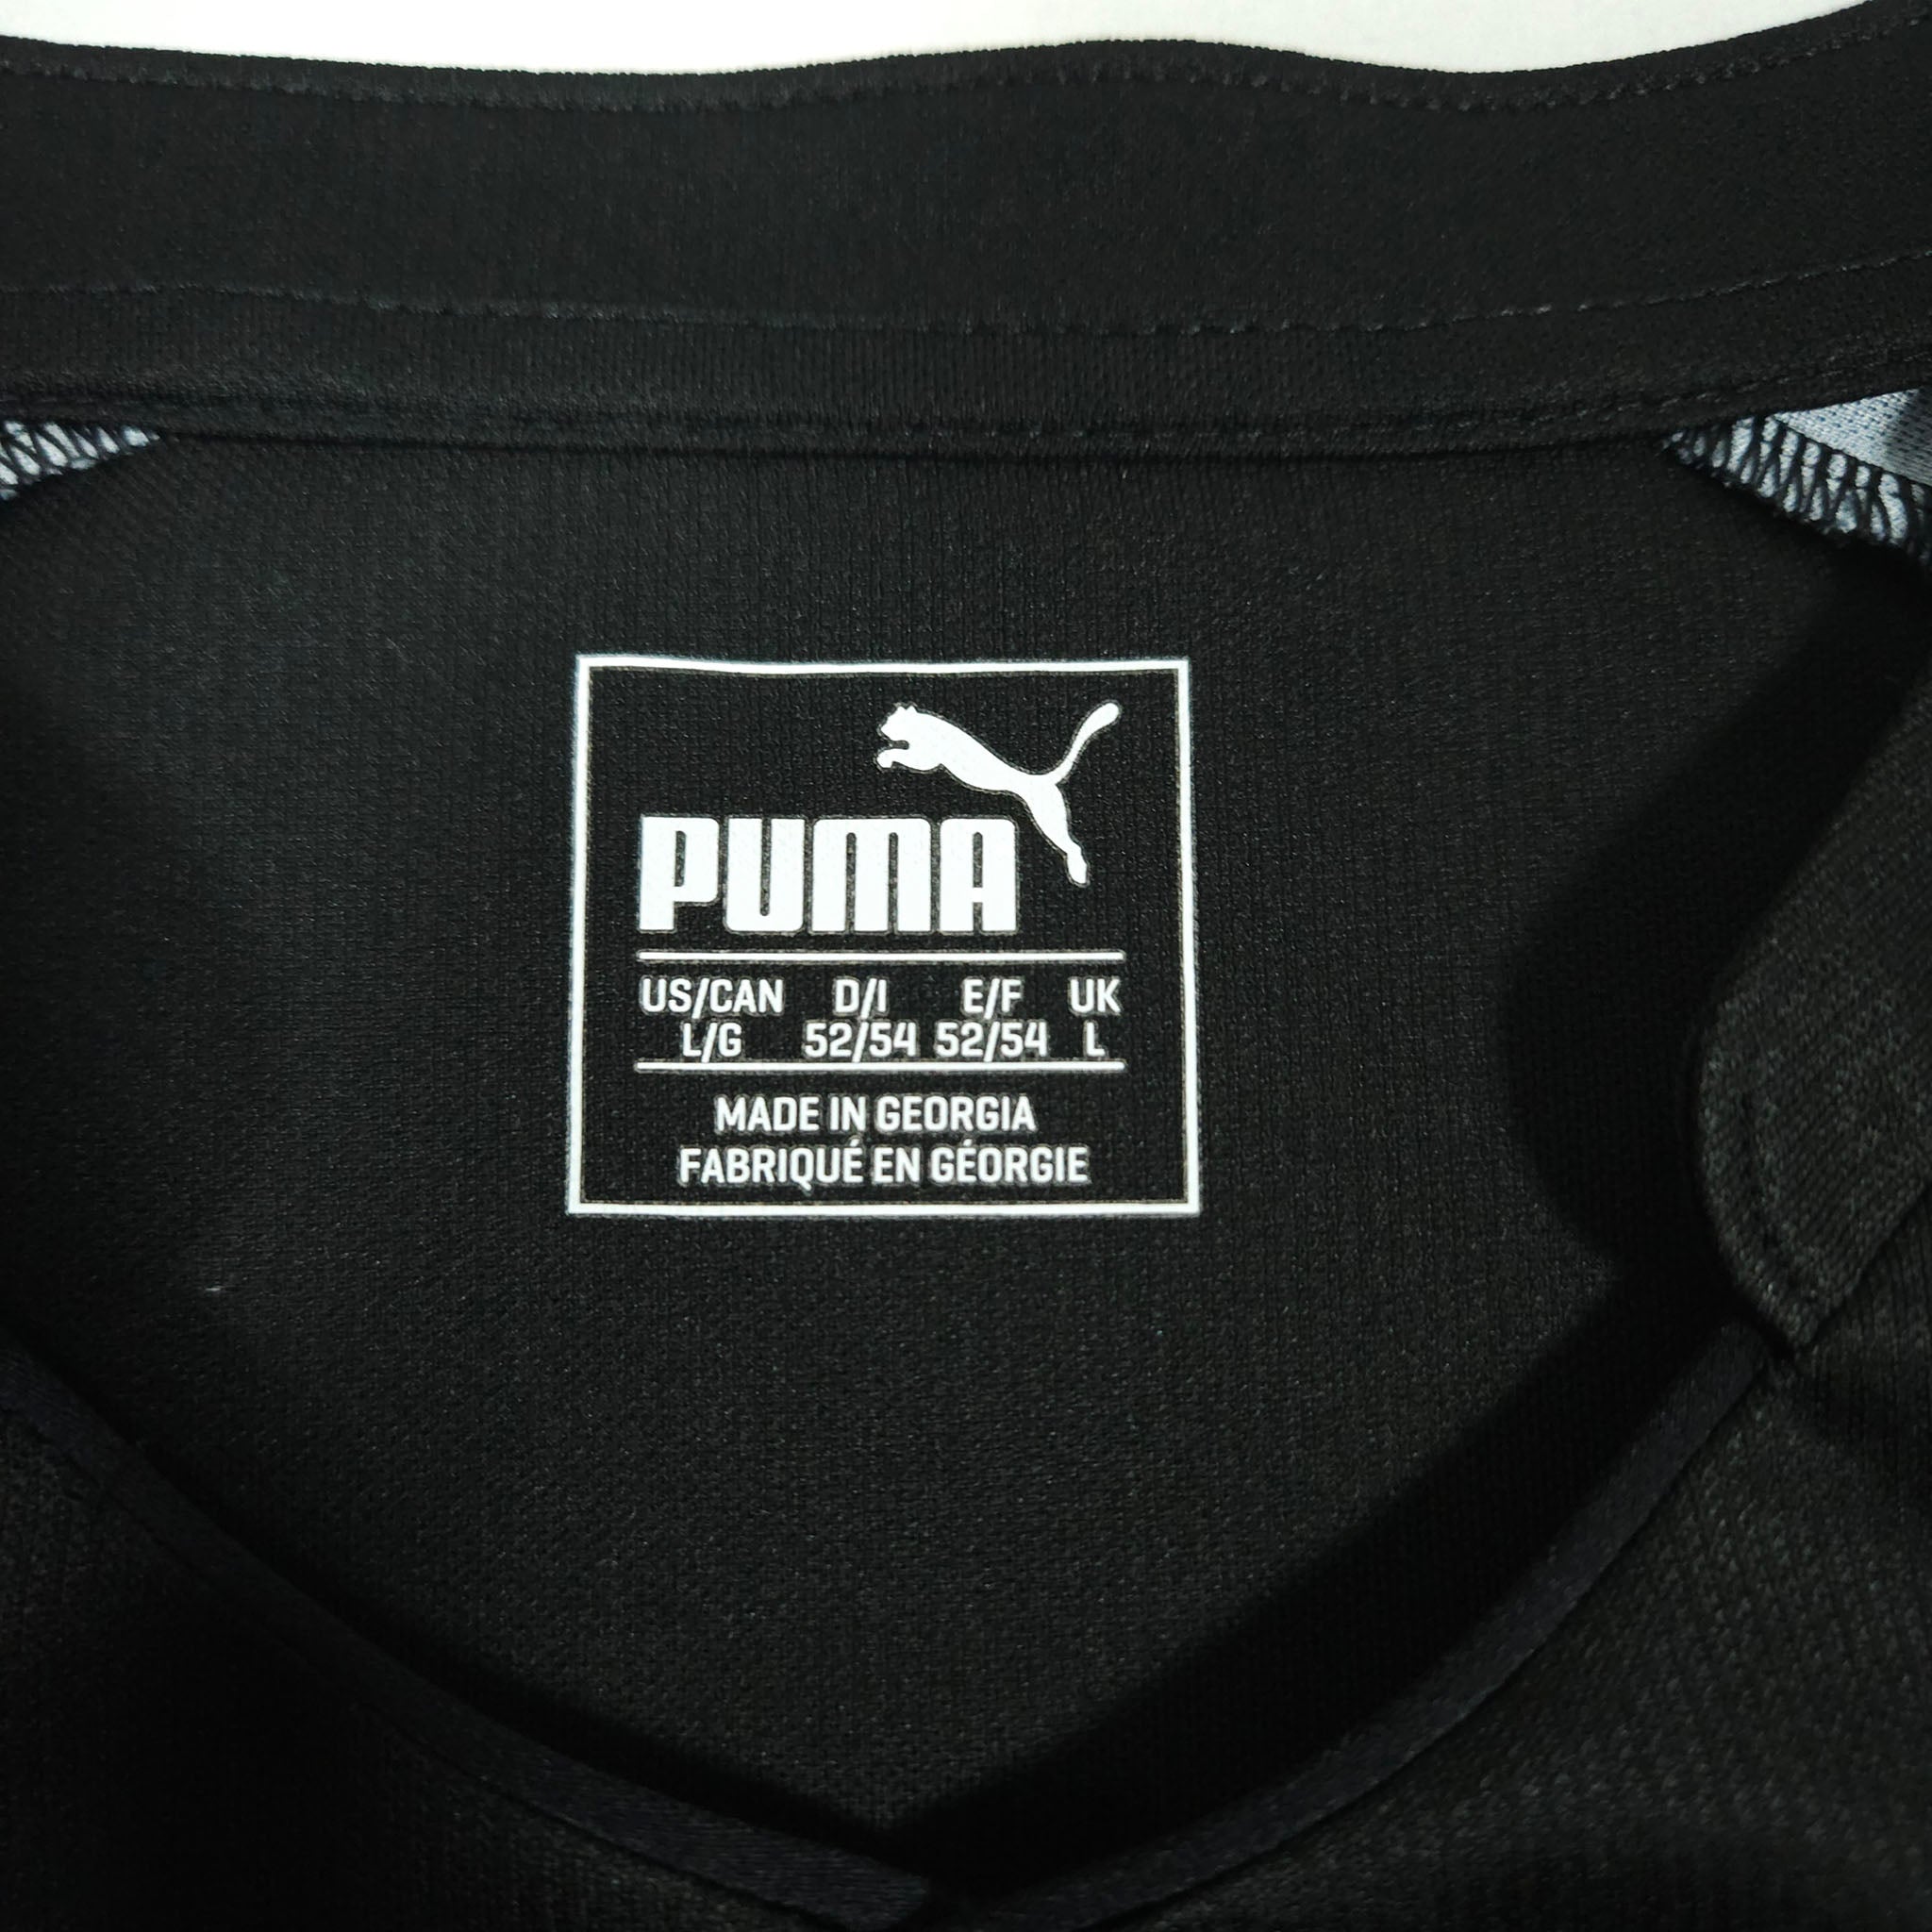 PUMA
US/CAN D/I E/F UK
L/G 52/54 52/54 L
MADE IN GEORGIA
FABRIQUÉ EN GÉORGIE